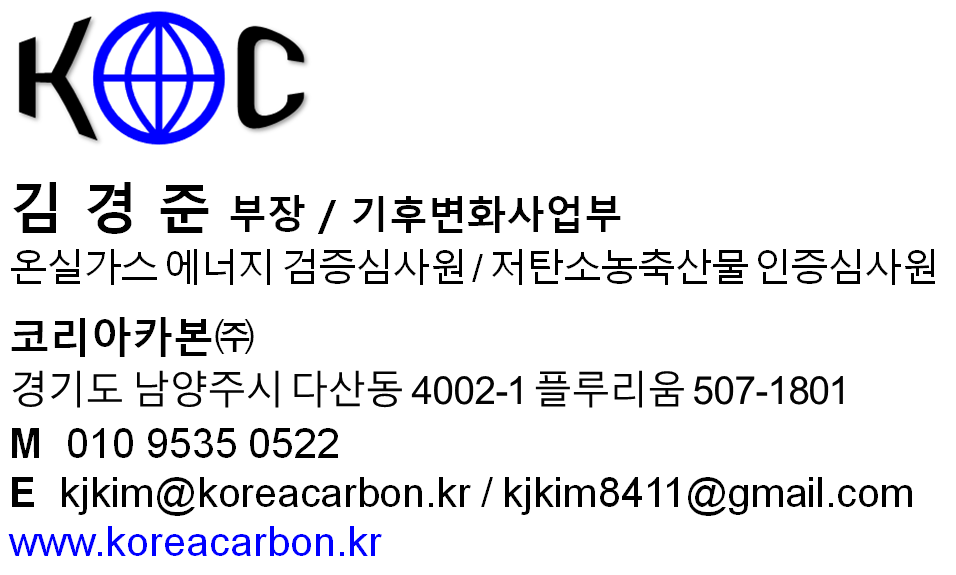 KOC
김 경 준 부장 / 기후변화사업부
온실가스 에너지 검증심사원 / 저탄소농축산물 인증심사원
코리아카본㈜
경기도 남양주시 다산동 4002-1 플루리움 507-1801
M 010 9535 0522
E kjkim@koreacarbon.kr / kjkim8411@gmail.com
www.koreacarbon.kr